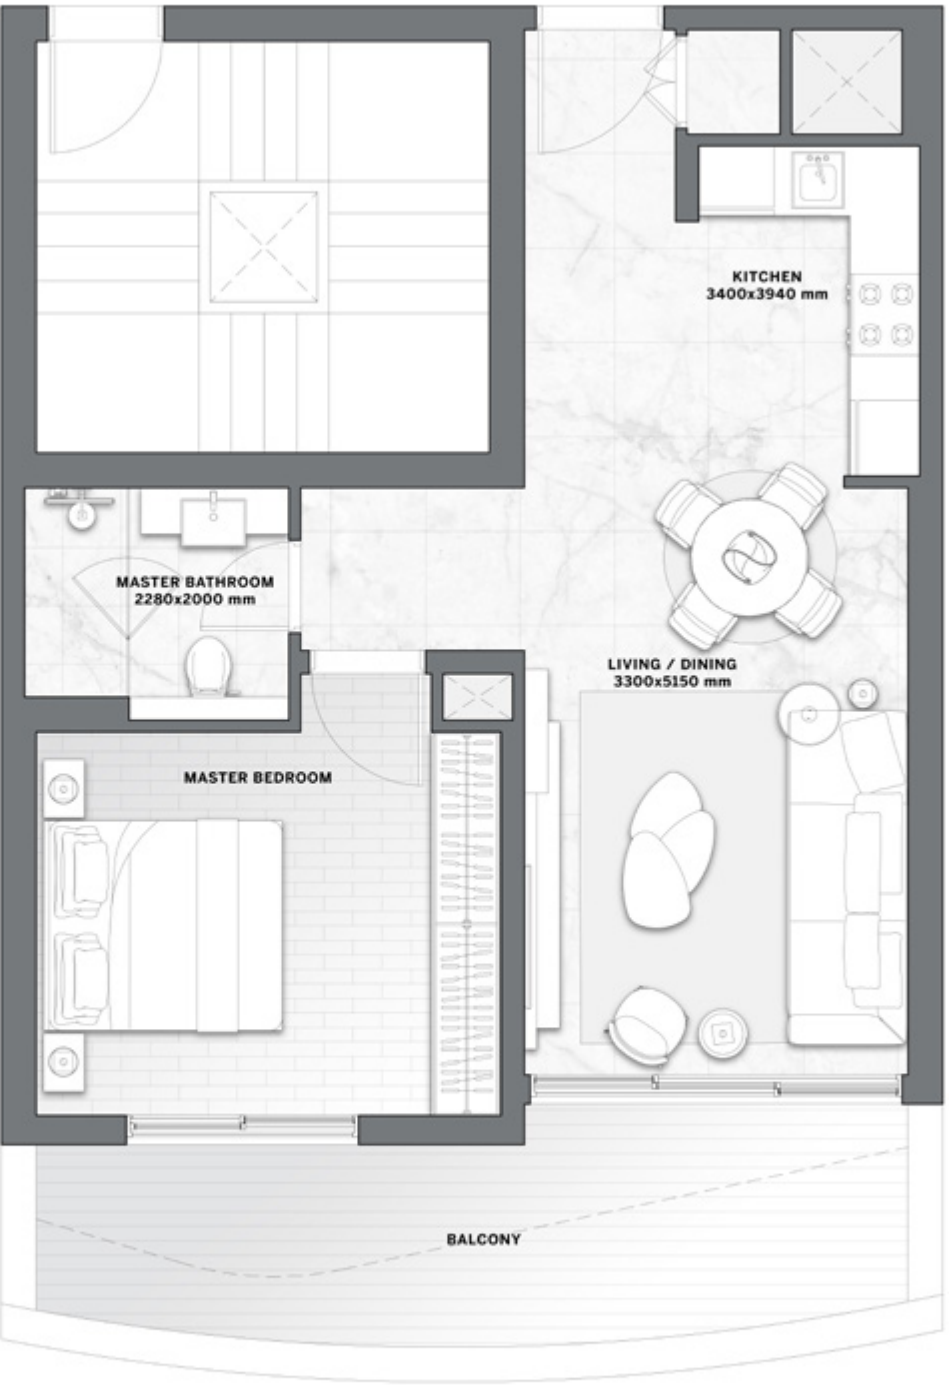 KITCHEN
3400x3940 mm
MASTER BATHROOM
2280x2000 mm
LIVING / DINING
3300x5150 mm
MASTER BEDROOM
BALCONY